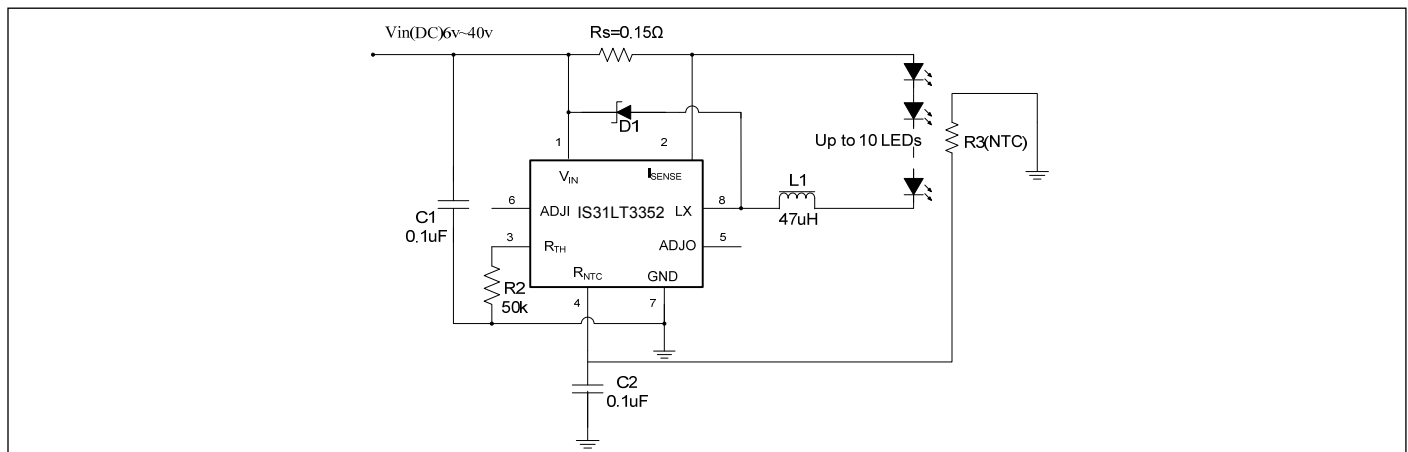 Vin(DC)6v~40v
Rs=0.15Ω
D1
1
2
Up to 10 LEDs
R3(NTC)
VIN
ISENSE
L1
6
ADJI
IS31LT3352
LX
8
47uH
C1
0.1uF
3
RTH
ADJO
5
RNTC
GND
R2
50k
4
7
C2
0.1uF